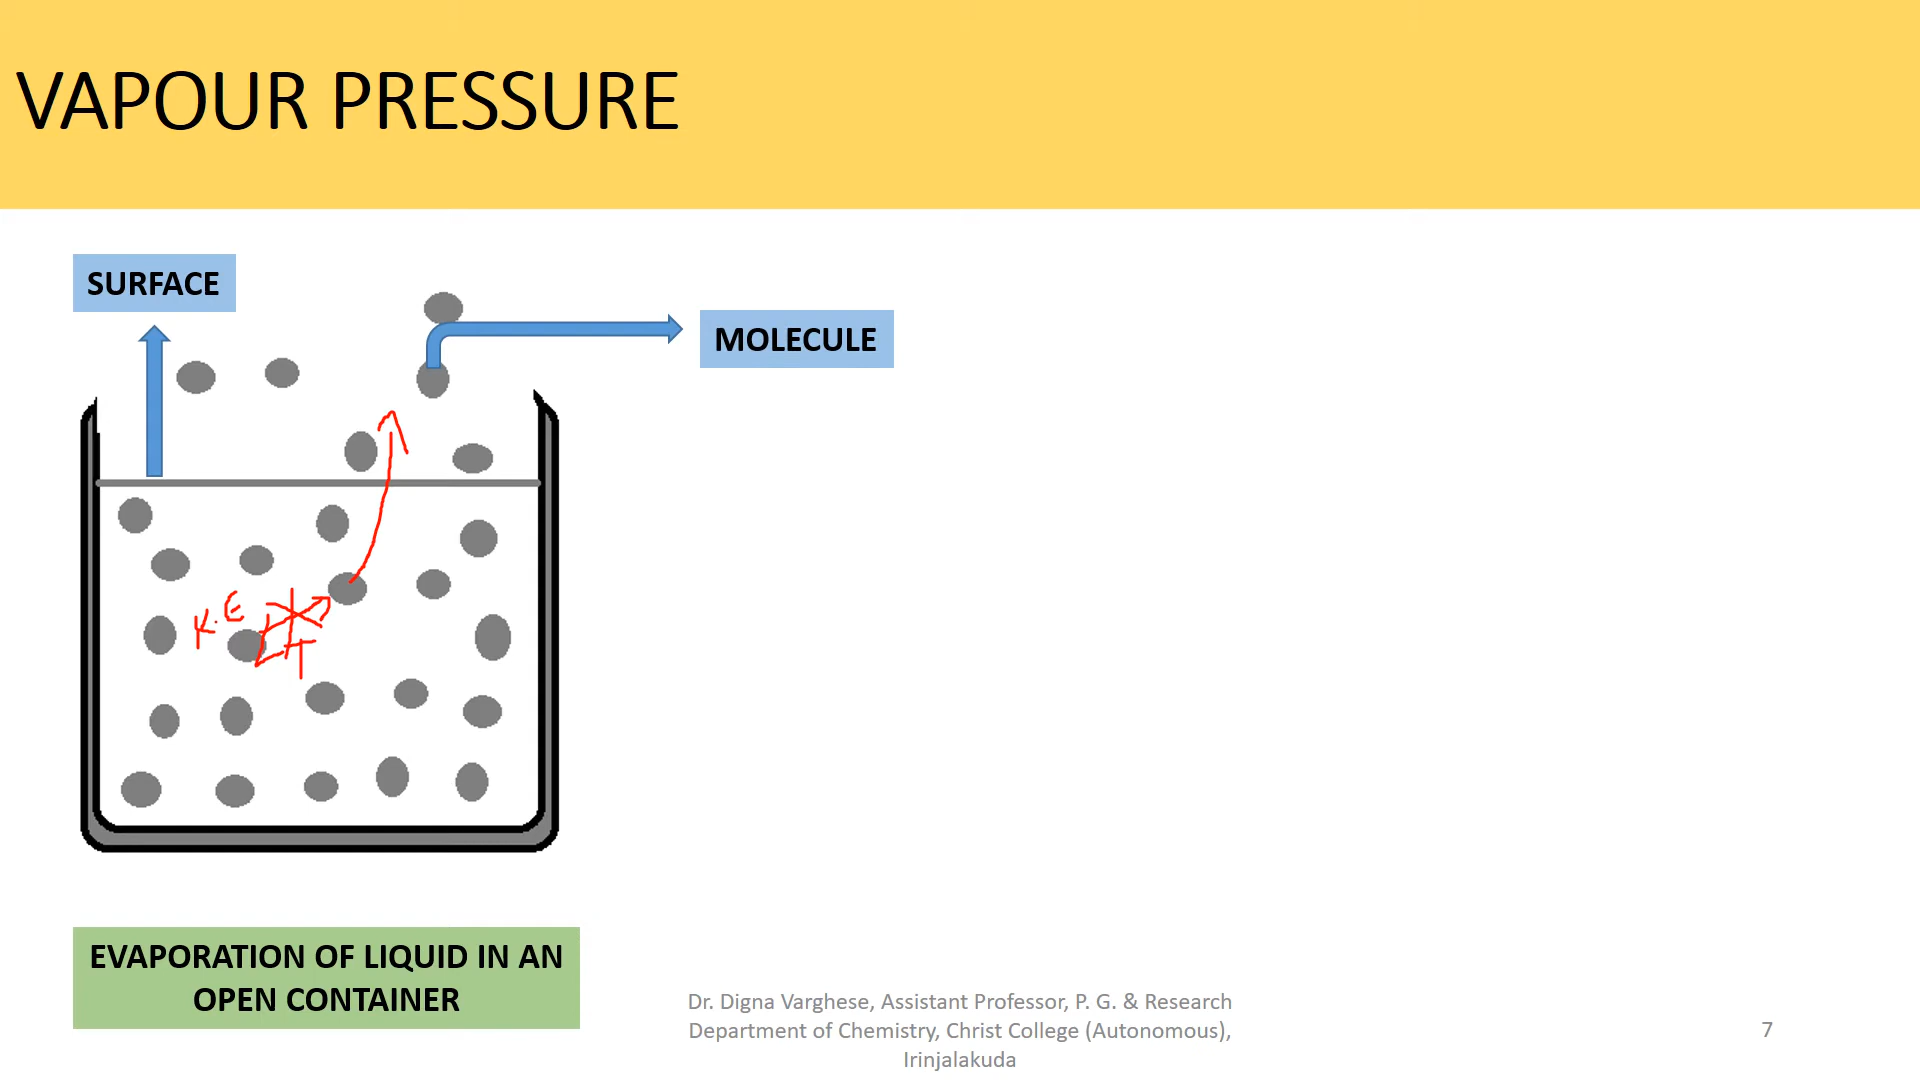 VAPOUR PRESSURE
SURFACE
MOLECULE
K.E
EVAPORATION OF LIQUID IN AN
OPEN CONTAINER
Dr. Digna Varghese, Assistant Professor, P. G. & Research
Department of Chemistry, Christ College (Autonomous),
Irinjalakuda
7